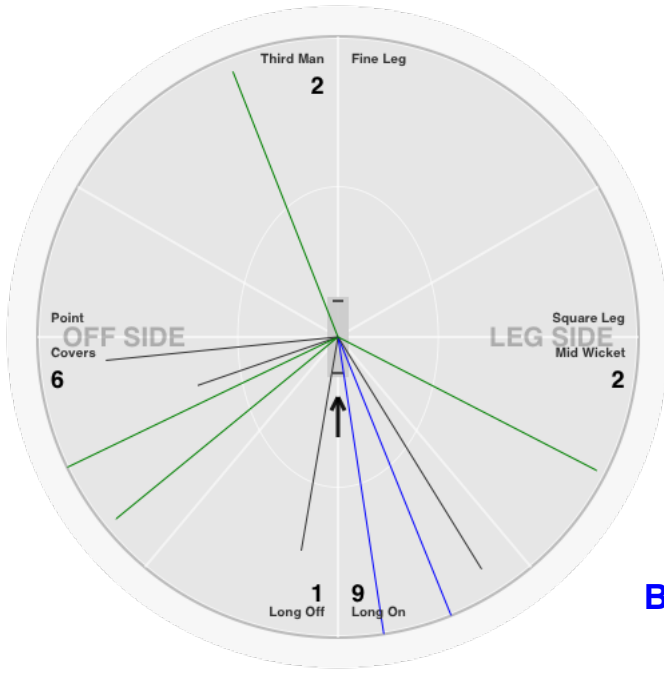 Third Man
2
Fine Leg
Point
OFF SIDE
Covers
6
Square Leg
LEG SIDE
Mid Wicket
2
1
Long Off
9
Long On
B